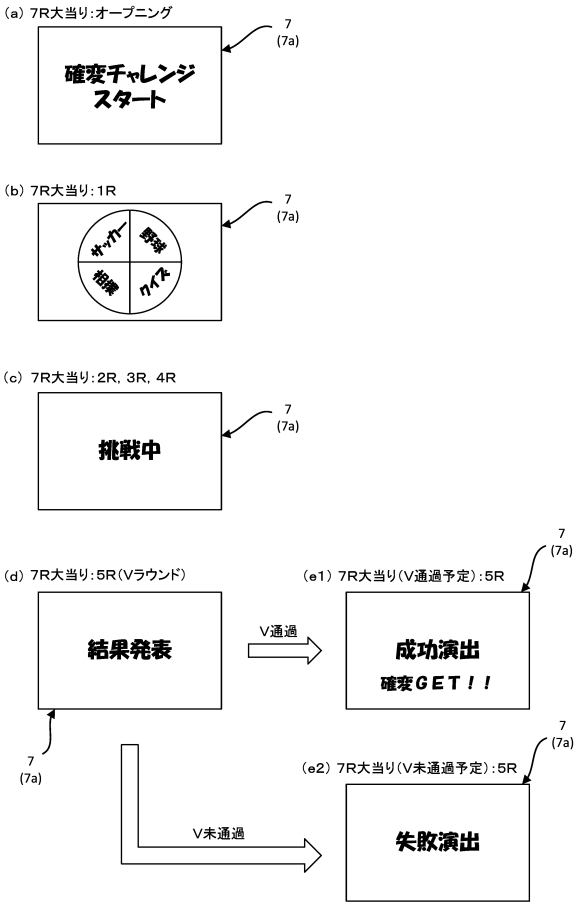 (a) 7R大当り:オープニング
7
(7a)
確変チャレンジ
スタート
(b) 7R大当り:1R
7
(7a)
サッカー
野球
相撲
クイズ
(c) 7R大当り:2R, 3R, 4R
7
(7a)
挑戦中
7
(7a)
(d) 7R大当り:5R(Vラウンド)
(e1) 7R大当り(V通過予定):5R
結果発表
V通過
成功演出
確変GET!!
7
(7a)
7
(7a)
(e2) 7R大当り(V未通過予定):5R
V未通過
失敗演出